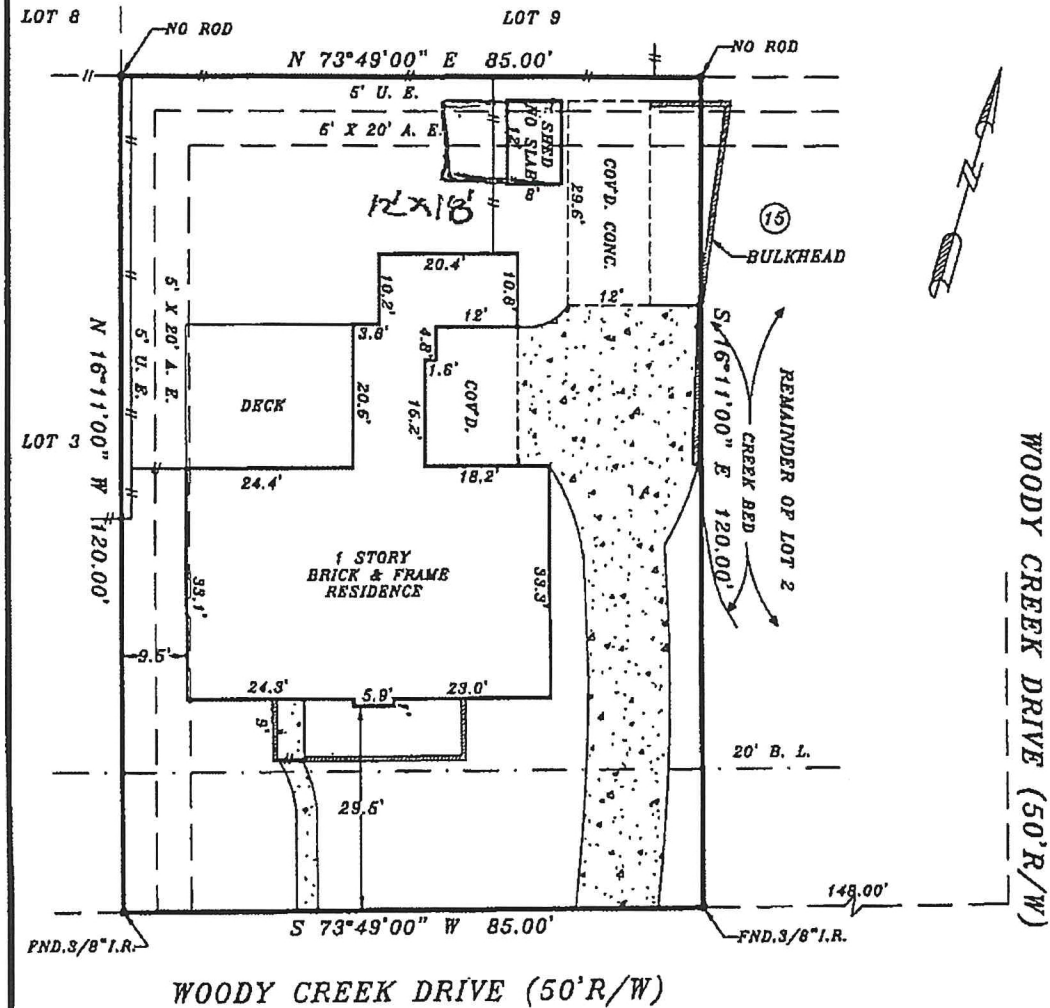 LOT 8
LOT 9
NO ROD
NO ROD
N 73°49'00" E 85.00'
5' U. E.
6' X 20' A. E.
SHED
NO SLAB
12'
8'
12'x18'
COV'D. CONC.
29.6'
12'
15
BULKHEAD
20.4'
10.2'
10.8'
3.8'
12'
4.8'
1.6'
15.2'
COV'D.
18.2'
DECK
20.6'
24.4'
5' X 20' A. E.
5' U. E.
N 16°11'00" W 120.00'
LOT 3
S 16°11'00" E 120.00'
CREEK BED
REMAINDER OF LOT 2
WOODY CREEK DRIVE (50'R/W)
1 STORY
BRICK & FRAME
RESIDENCE
33.1'
33.3'
9.5'
24.3'
5.9'
1'
23.0'
9'
29.5'
20' B. L.
148.00'
S 73°49'00" W 85.00'
FND.3/8"I.R.
FND.3/8"I.R.
WOODY CREEK DRIVE (50'R/W)